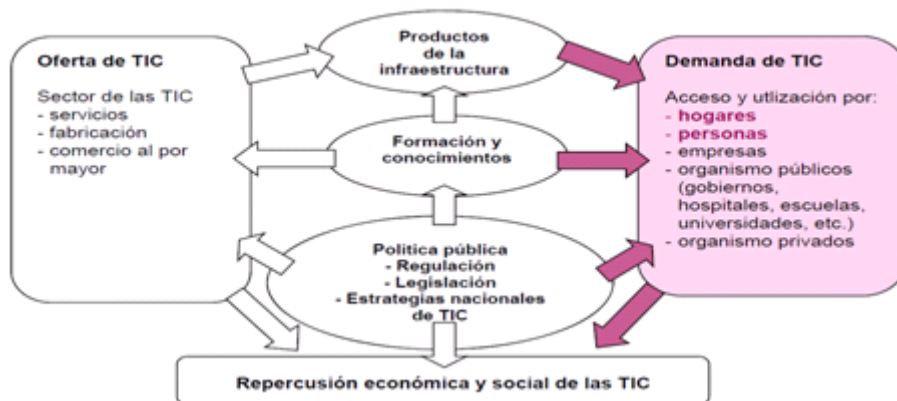 Oferta de TIC
Sector de las TIC
- servicios
- fabricación
- comercio al por
mayor
Productos
de la
infraestructura
Formación y
conocimientos
Política pública
- Regulación
- Legislación
- Estrategias nacionales
de TIC
Demanda de TIC
Acceso y utlización por:
- hogares
- personas
- empresas
- organismo públicos
(gobiernos,
hospitales, escuelas,
universidades, etc.)
- organismo privados
Repercusión económica y social de las TIC